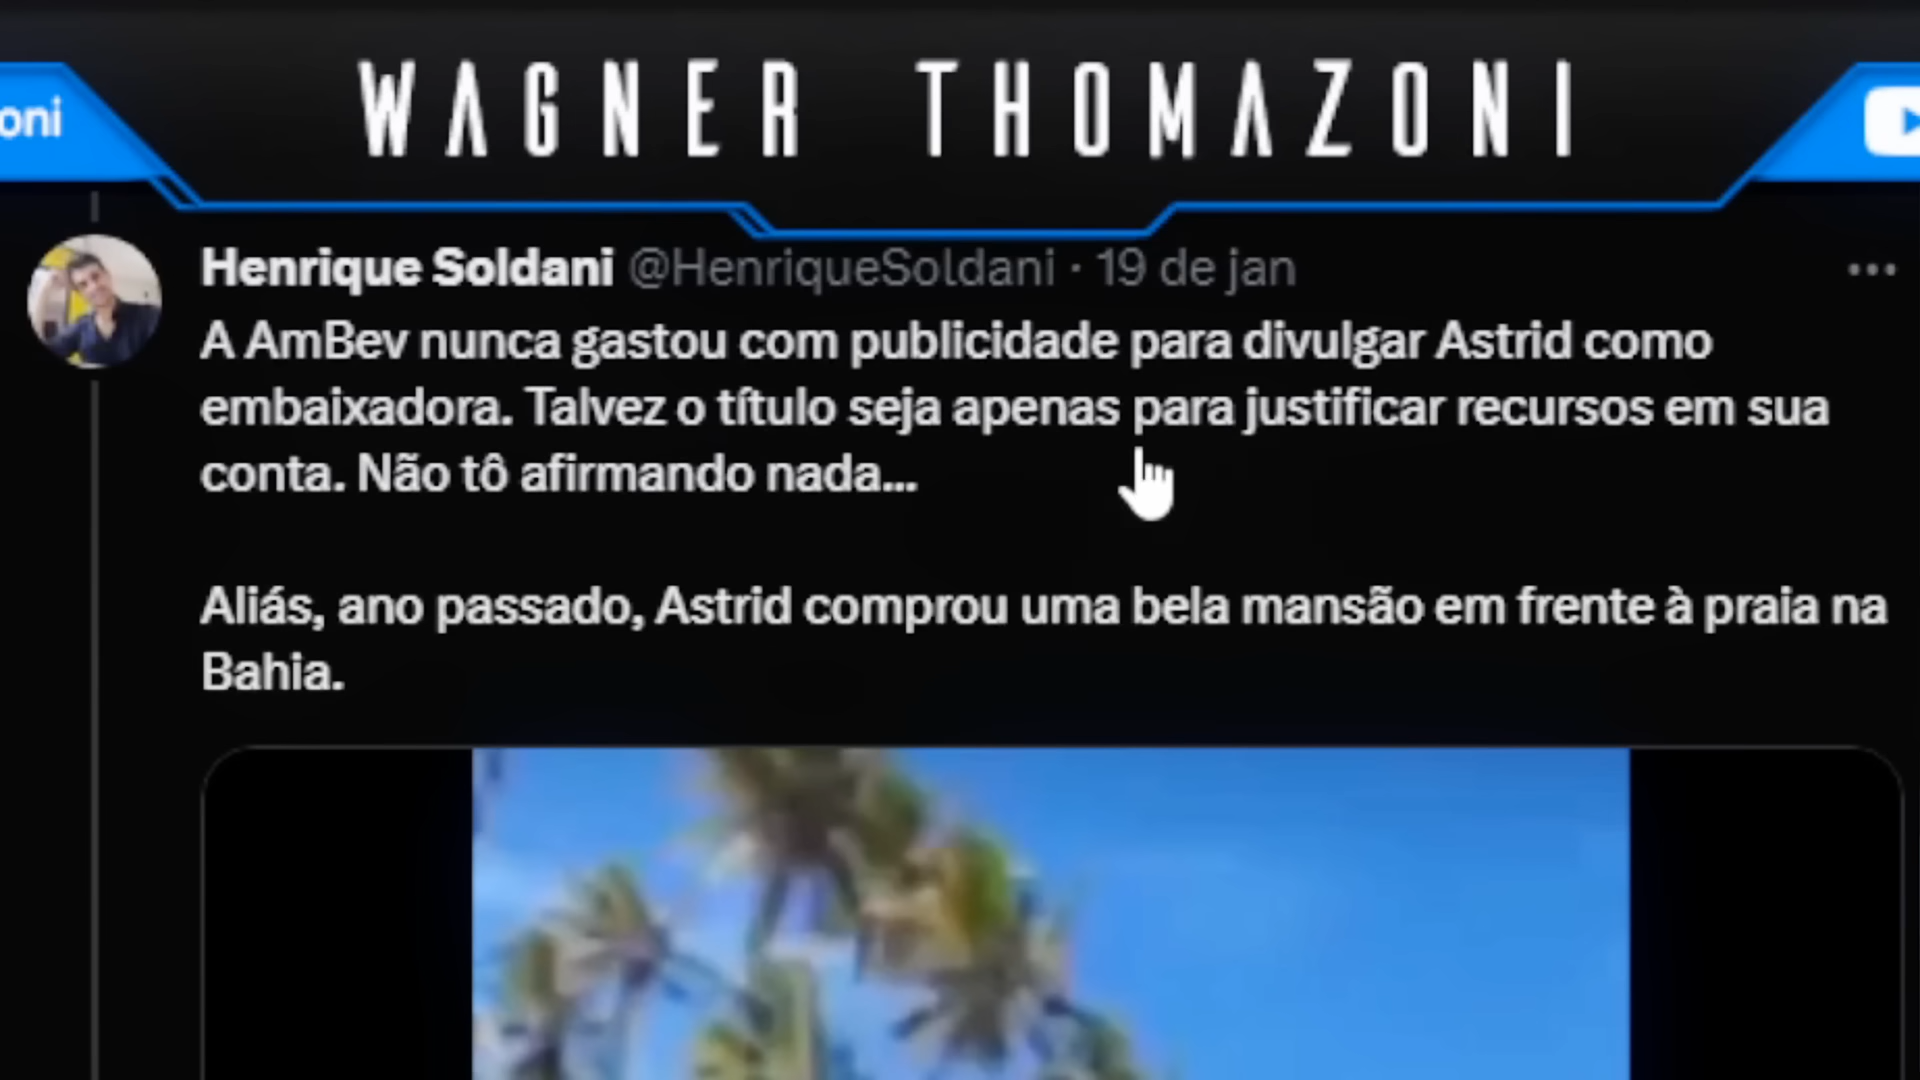 WAGNER THOMAZONI
oni
Henrique Soldani @HenriqueSoldani · 19 de jan
A AmBev nunca gastou com publicidade para divulgar Astrid como
embaixadora. Talvez o título seja apenas para justificar recursos em sua
conta. Não tô afirmando nada...
Aliás, ano passado, Astrid comprou uma bela mansão em frente à praia na
Bahia.